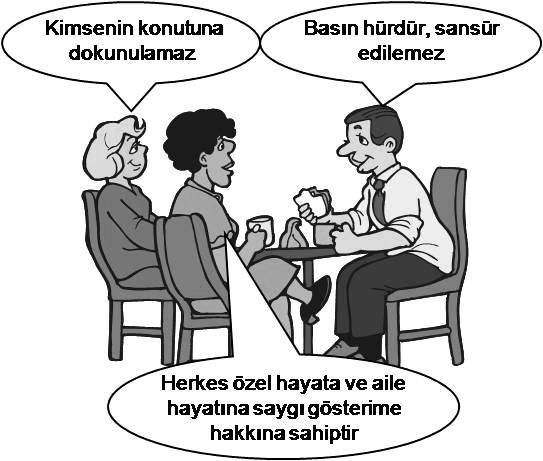 Kimsenin konutuna
dokunulamaz
Basın hürdür, sansür
edilemez
Herkes özel hayata ve aile
hayatına saygı gösterime
hakkına sahiptir